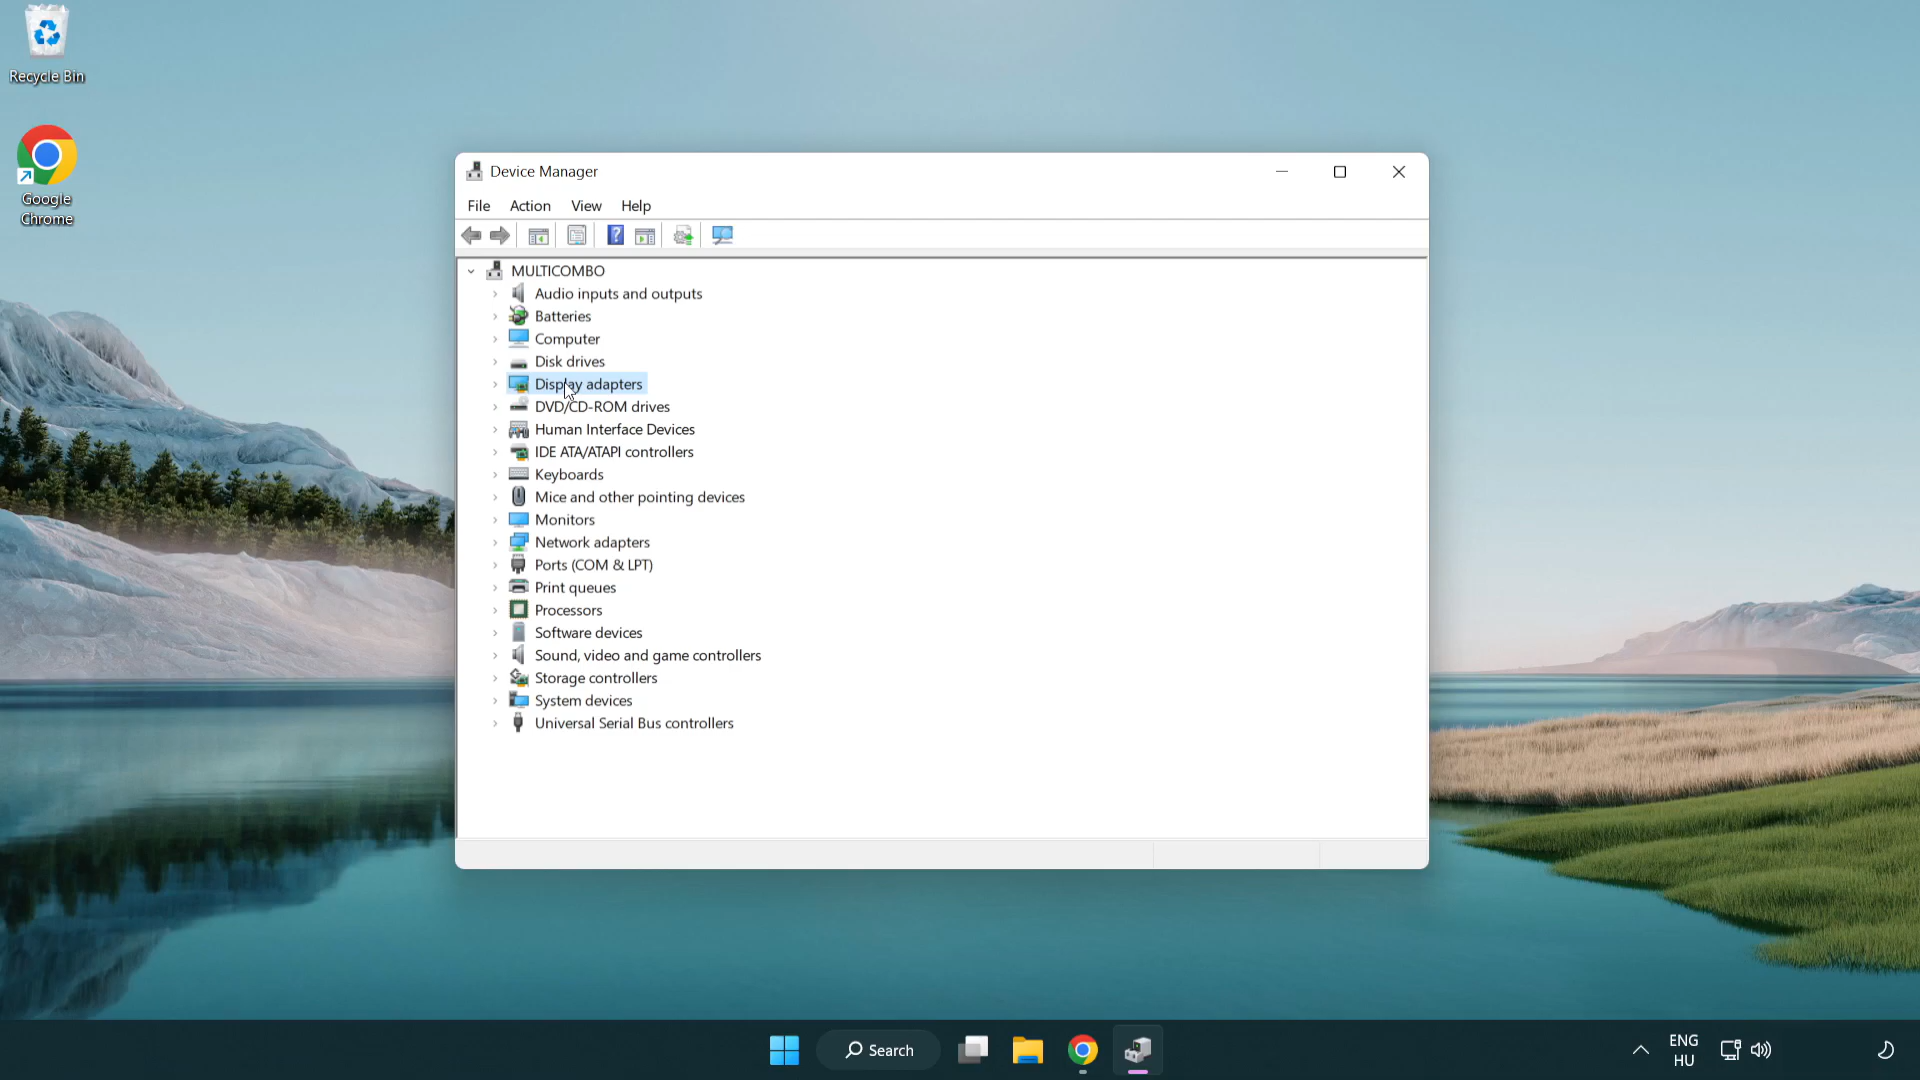 Recycle Bin
Google
Chrome
Device Manager
File Action View Help
MULTICOMBO
Audio inputs and outputs
Batteries
Computer
Disk drives
Display adapters
DVD/CD-ROM drives
Human Interface Devices
IDE ATA/ATAPI controllers
Keyboards
Mice and other pointing devices
Monitors
Network adapters
Ports (COM & LPT)
Print queues
Processors
Software devices
Sound, video and game controllers
Storage controllers
System devices
Universal Serial Bus controllers
Search
ENG
HU